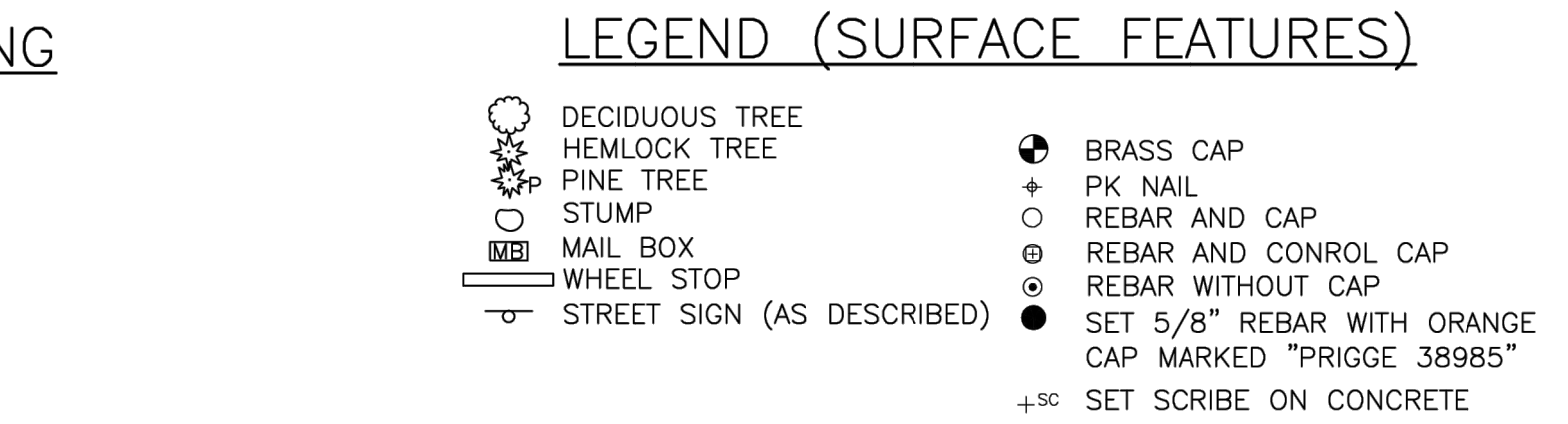 NG
LEGEND (SURFACE FEATURES)
DECIDUOUS TREE
HEMLOCK TREE
P PINE TREE
STUMP
MB MAIL BOX
WHEEL STOP
STREET SIGN (AS DESCRIBED)
BRASS CAP
PK NAIL
REBAR AND CAP
REBAR AND CONROL CAP
REBAR WITHOUT CAP
SET 5/8" REBAR WITH ORANGE
CAP MARKED "PRIGGE 38985"
SC SET SCRIBE ON CONCRETE